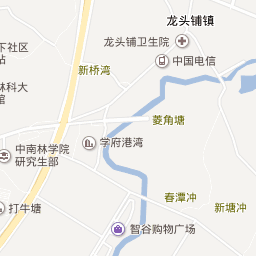 龙头铺镇
龙头铺卫生院
下社区
站
中国电信
新桥湾
林科大
馆
菱角塘
学府港湾
中南林学院
研究生部
春潭冲
新塘冲
打牛塘
智谷购物广场